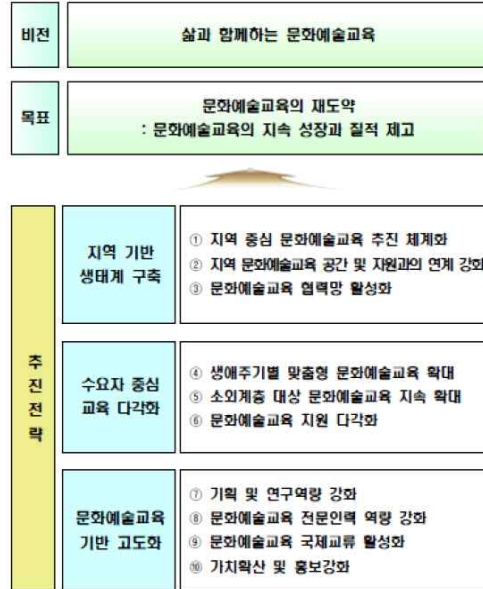 비전
삶과 함께하는 문화예술교육
목표
문화예술교육의 재도약
: 문화예술교육의 지속 성장과 질적 제고
추진전략
지역 기반
생태계 구축
① 지역 중심 문화예술교육 추진 체계화
② 지역 문화예술교육 공간 및 자원과의 연계 강화
③ 문화예술교육 협력망 활성화
수요자 중심
교육 다각화
④ 생애주기별 맞춤형 문화예술교육 확대
⑤ 소외계층 대상 문화예술교육 지속 확대
⑥ 문화예술교육 지원 다각화
문화예술교육
기반 고도화
⑦ 기획 및 연구역량 강화
⑧ 문화예술교육 전문인력 역량 강화
⑨ 문화예술교육 국제교류 활성화
⑩ 가치확산 및 홍보강화